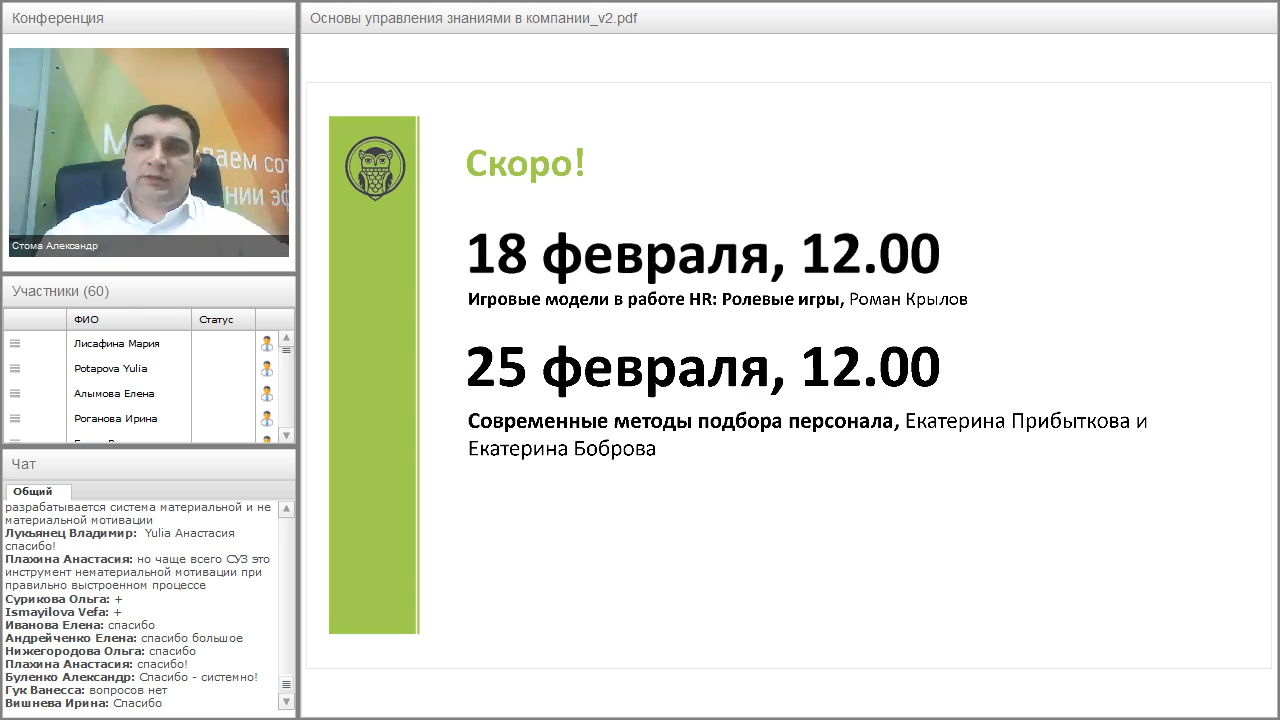 Конференция
Стома Александр
Участники (60)
ФИО
Статус
Лисафина Мария
Potapova Yulia
Алымова Елена
Роганова Ирина
Чат
Общий
разрабатывается система материальной и не
материальной мотивации
Лукьянец Владимир: Yulia Анастасия
спасибо!
Плахина Анастасия: но чаще всего СУЗ это
инструмент нематериальной мотивации при
правильно выстроенном процессе
Сурикова Ольга: +
Ismayilova Vefa: +
Иванова Елена: спасибо
Андрейченко Елена: спасибо большое
Нижегородова Ольга: спасибо
Плахина Анастасия: спасибо!
Буленко Александр: Спасибо - системно!
Гук Ванесса: вопросов нет
Вишнева Ирина: Спасибо
Основы управления знаниями в компании_v2.pdf
Скоро!
18 февраля, 12.00
Игровые модели в работе HR: Ролевые игры, Роман Крылов
25 февраля, 12.00
Современные методы подбора персонала, Екатерина Прибыткова и
Екатерина Боброва